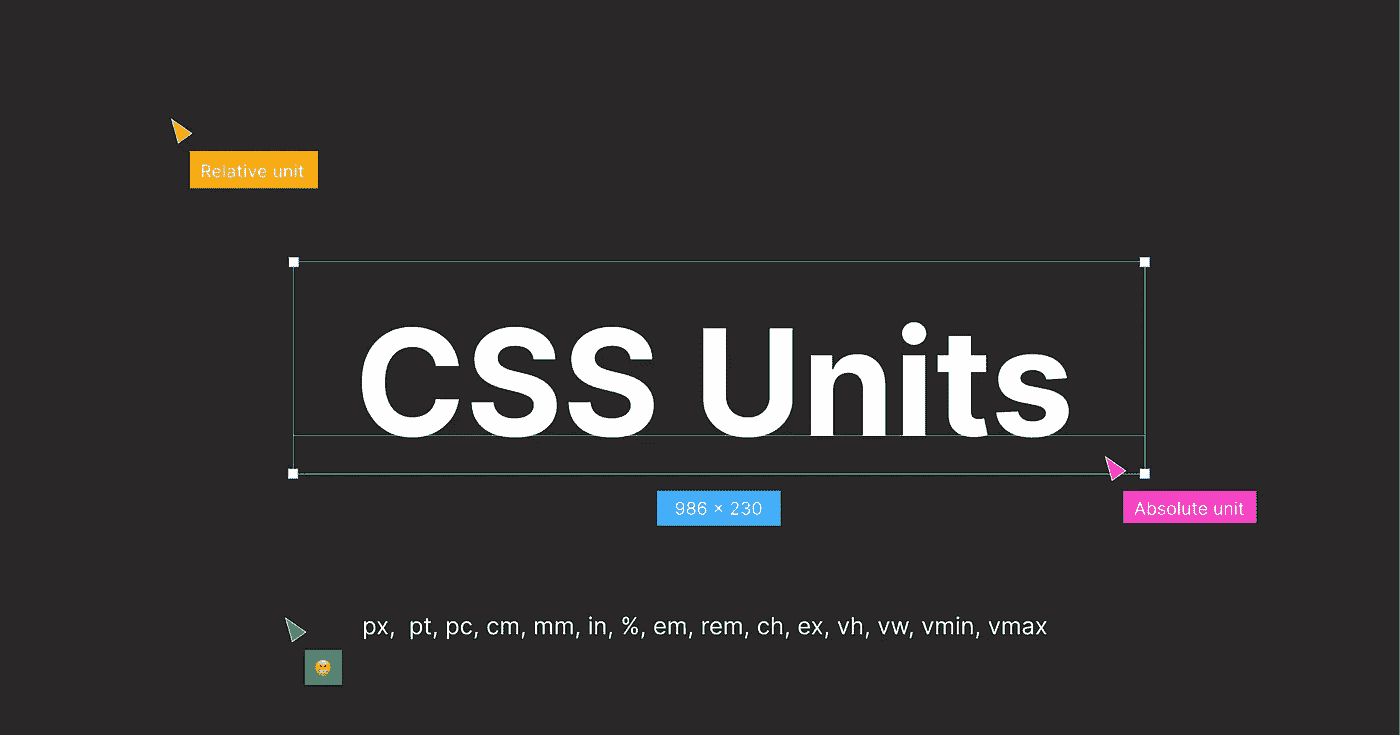 Relative unit
CSS Units
986 × 230
Absolute unit
px, pt, pc, cm, mm, in, %, em, rem, ch, ex, vh, vw, vmin, vmax